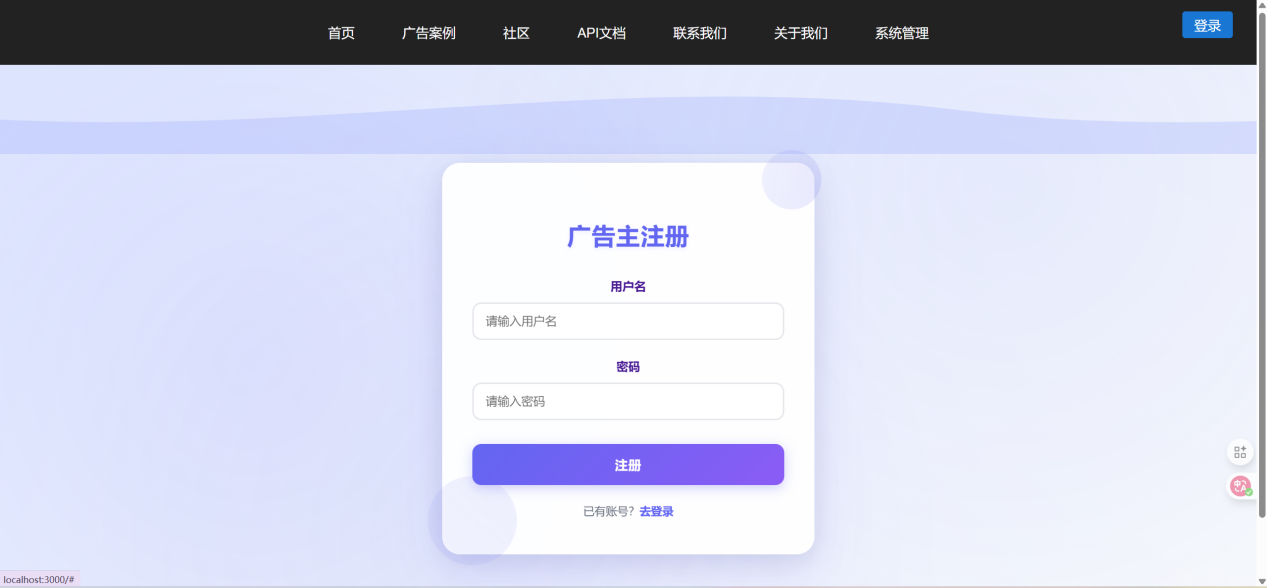 首页 广告案例 社区 API文档 联系我们 关于我们 系统管理 登录
广告主注册
用户名
请输入用户名
密码
请输入密码
注册
已有账号？去登录
localhost:3000/#